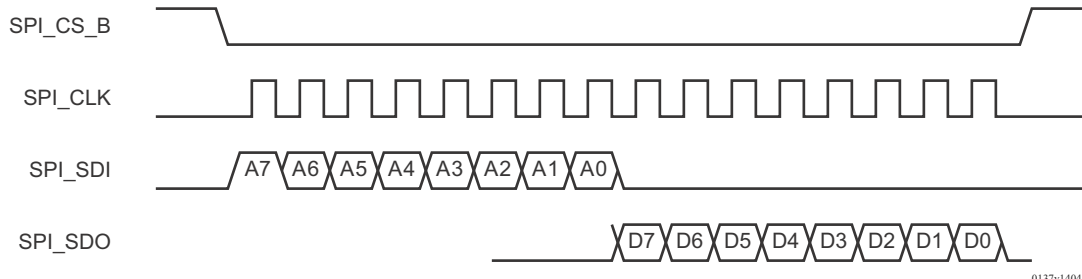 SPI_CS_B
SPI_CLK
SPI_SDI A7 A6 A5 A4 A3 A2 A1 A0
SPI_SDO D7 D6 D5 D4 D3 D2 D1 D0
0137v1404